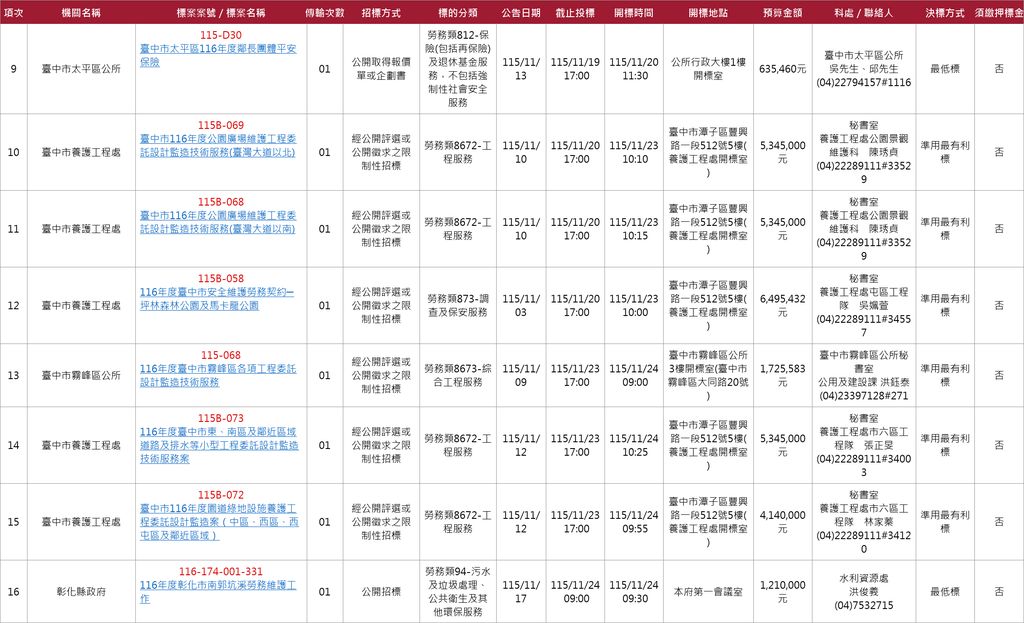 項次 機關名稱 標案案號 / 標案名稱 傳輸次數 招標方式 標的分類 公告日期 截止投標 開標時間 開標地點 預算金額 科處 / 聯絡人 決標方式 須繳押標金
9
臺中市太平區公所
115-D30
臺中市太平區116年度鄰長團體平安
保險
01
公開取得報價
單或企劃書
勞務類812-保
險(包括再保險)
及退休基金服
務，不包括強
制性社會安全
服務
115/11/
13
115/11/19
17:00
115/11/20
11:30
公所行政大樓1樓
開標室
635,460元
臺中市太平區公所
吳先生、邱先生
(04)22794157#1116
最低標
否
10
臺中市養護工程處
115B-069
臺中市116年度公園廣場維護工程委
託設計監造技術服務(臺灣大道以北)
01
經公開評選或
公開徵求之限
制性招標
勞務類8672-工
程服務
115/11/
10
115/11/20
17:00
115/11/23
10:10
臺中市潭子區豐興
路一段512號5樓(
養護工程處開標室
)
5,345,000
元
秘書室
養護工程處公園景觀
維護科　陳琇貞
(04)22289111#3352
9
準用最有利
標
否
11
臺中市養護工程處
115B-068
臺中市116年度公園廣場維護工程委
託設計監造技術服務(臺灣大道以南)
01
經公開評選或
公開徵求之限
制性招標
勞務類8672-工
程服務
115/11/
10
115/11/20
17:00
115/11/23
10:15
臺中市潭子區豐興
路一段512號5樓(
養護工程處開標室
)
5,345,000
元
秘書室
養護工程處公園景觀
維護科　陳琇貞
(04)22289111#3352
9
準用最有利
標
否
12
臺中市養護工程處
115B-058
116年度臺中市安全維護勞務契約─
坪林森林公園及馬卡龍公園
01
經公開評選或
公開徵求之限
制性招標
勞務類873-調
查及保安服務
115/11/
03
115/11/20
17:00
115/11/23
10:00
臺中市潭子區豐興
路一段512號5樓(
養護工程處開標室
)
6,495,432
元
秘書室
養護工程處屯區工程
隊　吳姵萱
(04)22289111#3455
7
準用最有利
標
否
13
臺中市霧峰區公所
115-068
116年度臺中市霧峰區各項工程委託
設計監造技術服務
01
經公開評選或
公開徵求之限
制性招標
勞務類8673-綜
合工程服務
115/11/
09
115/11/23
17:00
115/11/24
09:00
臺中市霧峰區公所
3樓開標室(臺中市
霧峰區大同路20號
)
1,725,583
元
臺中市霧峰區公所秘
書室
公用及建設課 洪鈺泰
(04)23397128#271
準用最有利
標
否
14
臺中市養護工程處
115B-073
116年度臺中市東、南區及鄰近區域
道路及排水等小型工程委託設計監造
技術服務案
01
經公開評選或
公開徵求之限
制性招標
勞務類8672-工
程服務
115/11/
12
115/11/23
17:00
115/11/24
10:25
臺中市潭子區豐興
路一段512號5樓(
養護工程處開標室
)
5,345,000
元
秘書室
養護工程處市六區工
程隊　張正旻
(04)22289111#3400
3
準用最有利
標
否
15
臺中市養護工程處
115B-072
臺中市116年度園道綠地設施養護工
程委託設計監造案（中區、西區、西
屯區及鄰近區域）
01
經公開評選或
公開徵求之限
制性招標
勞務類8672-工
程服務
115/11/
12
115/11/23
17:00
115/11/24
09:55
臺中市潭子區豐興
路一段512號5樓(
養護工程處開標室
)
4,140,000
元
秘書室
養護工程處市六區工
程隊　林家蓁
(04)22289111#3412
0
準用最有利
標
否
16
彰化縣政府
116-174-001-331
116年度彰化市南郭坑溪勞務維護工
作
01
公開招標
勞務類94-污水
及垃圾處理、
公共衛生及其
他環保服務
115/11/
17
115/11/24
09:00
115/11/24
09:30
本府第一會議室
1,210,000
元
水利資源處
洪俊義
(04)7532715
最低標
否